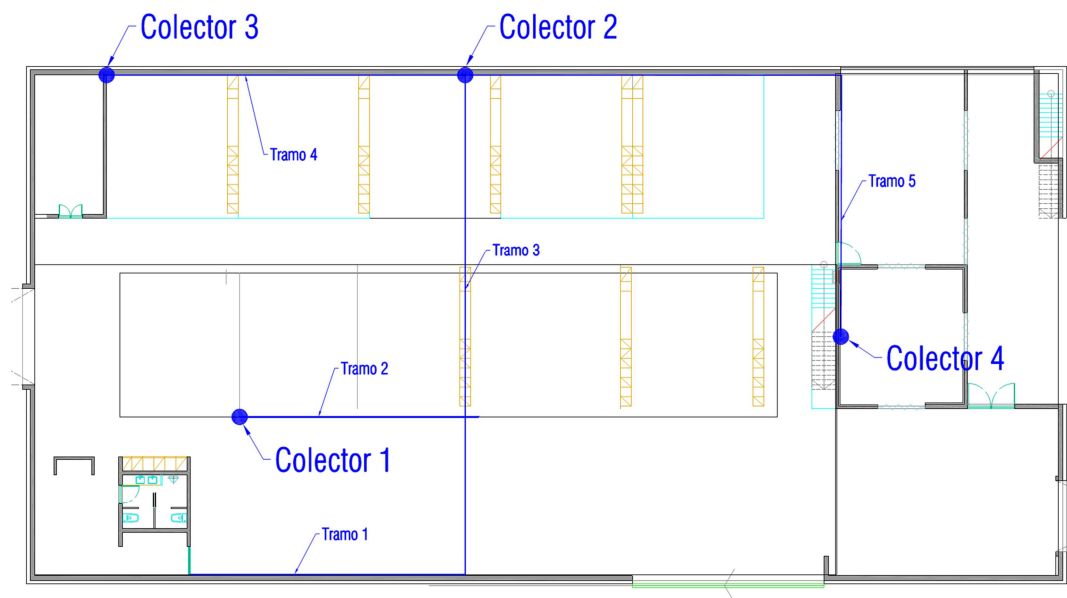 Colector 3
Colector 2
Tramo 4
Tramo 5
Tramo 3
Colector 4
Tramo 2
Colector 1
Tramo 1